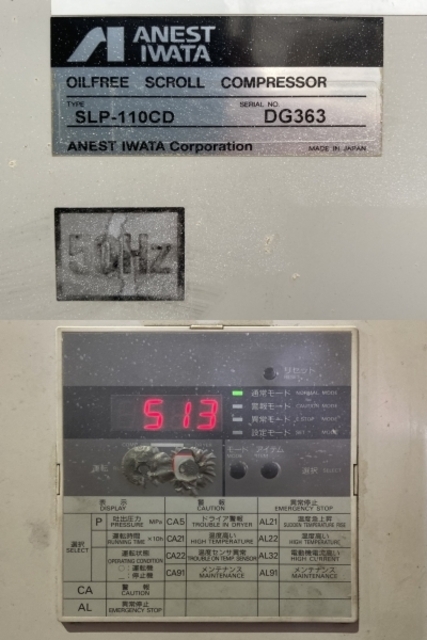 ANEST
IWATA
OILFREE SCROLL COMPRESSOR
TYPE SERIAL NO.
SLP-110CD DG363
ANEST IWATA Corporation MADE IN JAPAN
50Hz
リセット
通常モード NORMAL MODE
警報モード CAUTION MODE
513
異常モード E.STOP MODE
設定モード SET MODE
モード アイテム
選択 SELECT
表示 警報 異常停止
DISPLAY CAUTION EMERGENCY STOP
P 吐出圧力 PRESSURE MPa CA5 ドライア警報 TROUBLE IN DRYER AL21 温度急上昇 SUDDEN TEMPERATURE RISE
選択 SELECT
運転時間 RUNNING TIME ×10h CA21 温度高い HIGH TEMPERATURE AL22 温度高い HIGH TEMPERATURE
運転状態 OPERATING CONDITION CA22 温度センサ異常 TROUBLE ON TEMP SENSOR AL32 電動機電流高い HIGH CURRENT
○:運転機
_:停止機
CA91 メンテナンス MAINTENANCE AL91 メンテナンス MAINTENANCE
CA 警報 CAUTION
AL 異常停止 EMERGENCY STOP